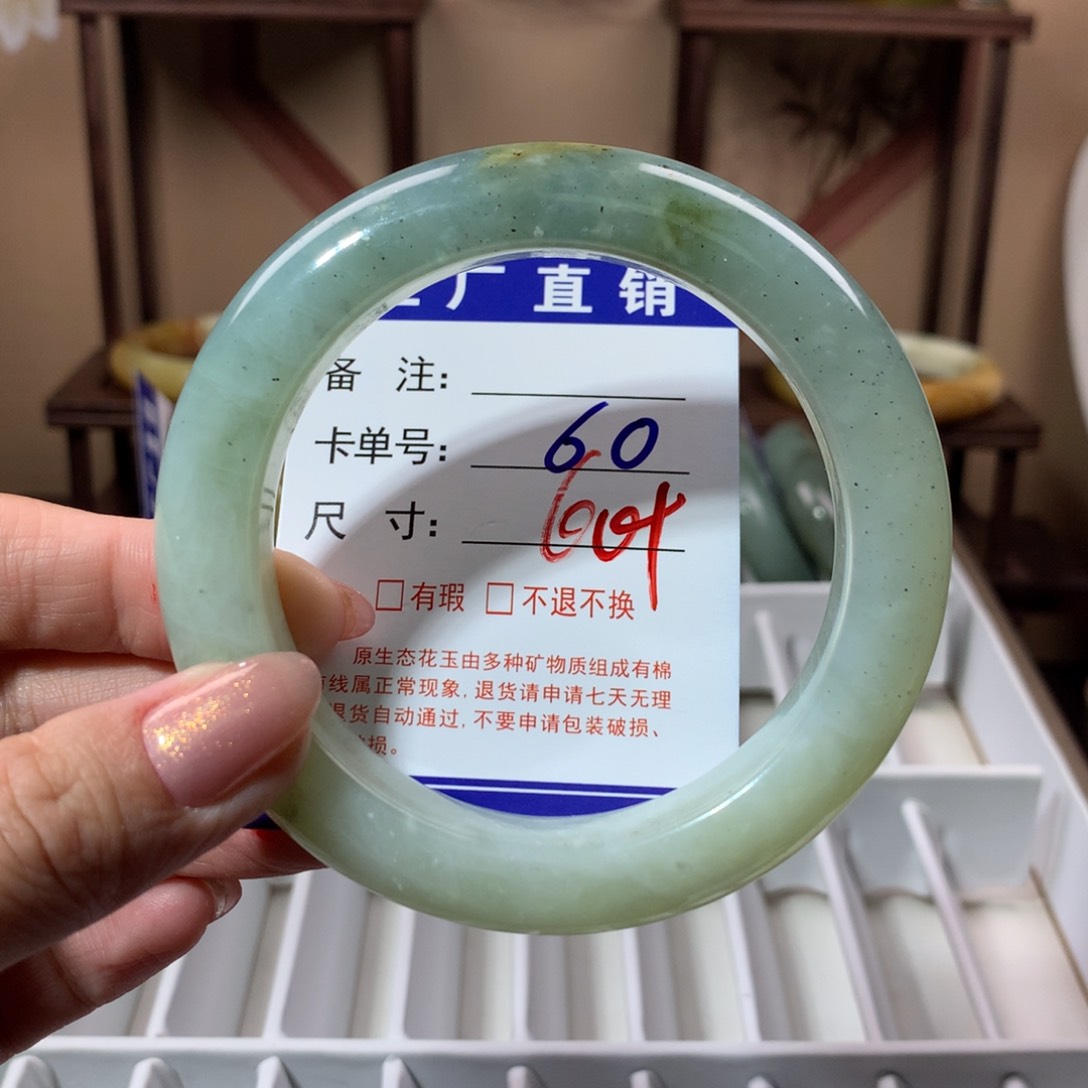 厂直销
备 注:
卡单号: 60
尺 寸:
□有瑕 □不退不换
原生态花玉由多种矿物质组成有棉
线属正常现象,退货请申请七天无理
退货自动通过,不要申请包装破损、
损。